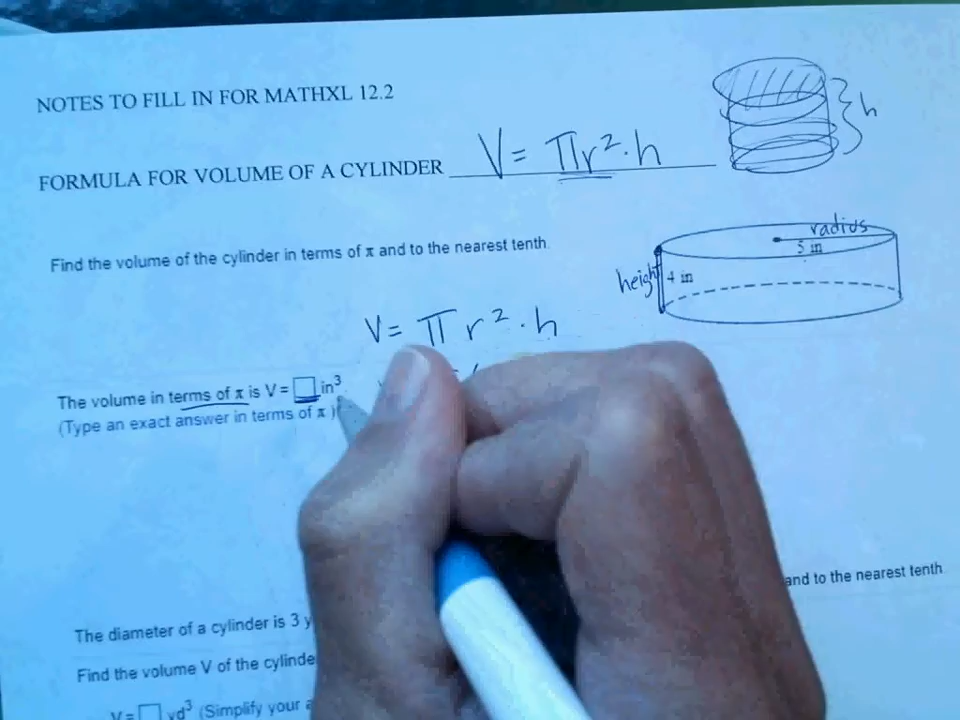 NOTES TO FILL IN FOR MATHXL 12.2
h
FORMULA FOR VOLUME OF A CYLINDER V = πr²·h
Find the volume of the cylinder in terms of π and to the nearest tenth.
radius
5 in
height
4 in
V = π r²·h
The volume in terms of π is V = □ in³.
(Type an exact answer in terms of π.)
and to the nearest tenth
The diameter of a cylinder is 3 y
Find the volume V of the cylinde
V = □ yd³ (Simplify your a